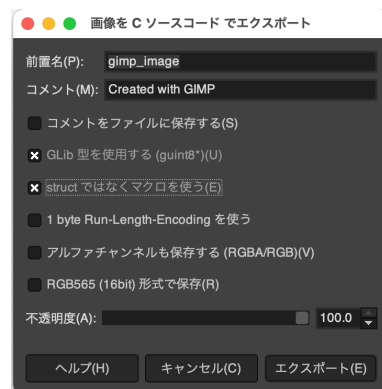 画像を C ソースコード でエクスポート
前置名(P): gimp_image
コメント(M): Created with GIMP
コメントをファイルに保存する(S)
GLib 型を使用する (guint8*)(U)
struct ではなくマクロを使う(E)
1 byte Run-Length-Encoding を使う
アルファチャンネルも保存する (RGBA/RGB)(V)
RGB565 (16bit) 形式で保存(R)
不透明度(A): 100.0
ヘルプ(H) キャンセル(C) エクスポート(E)